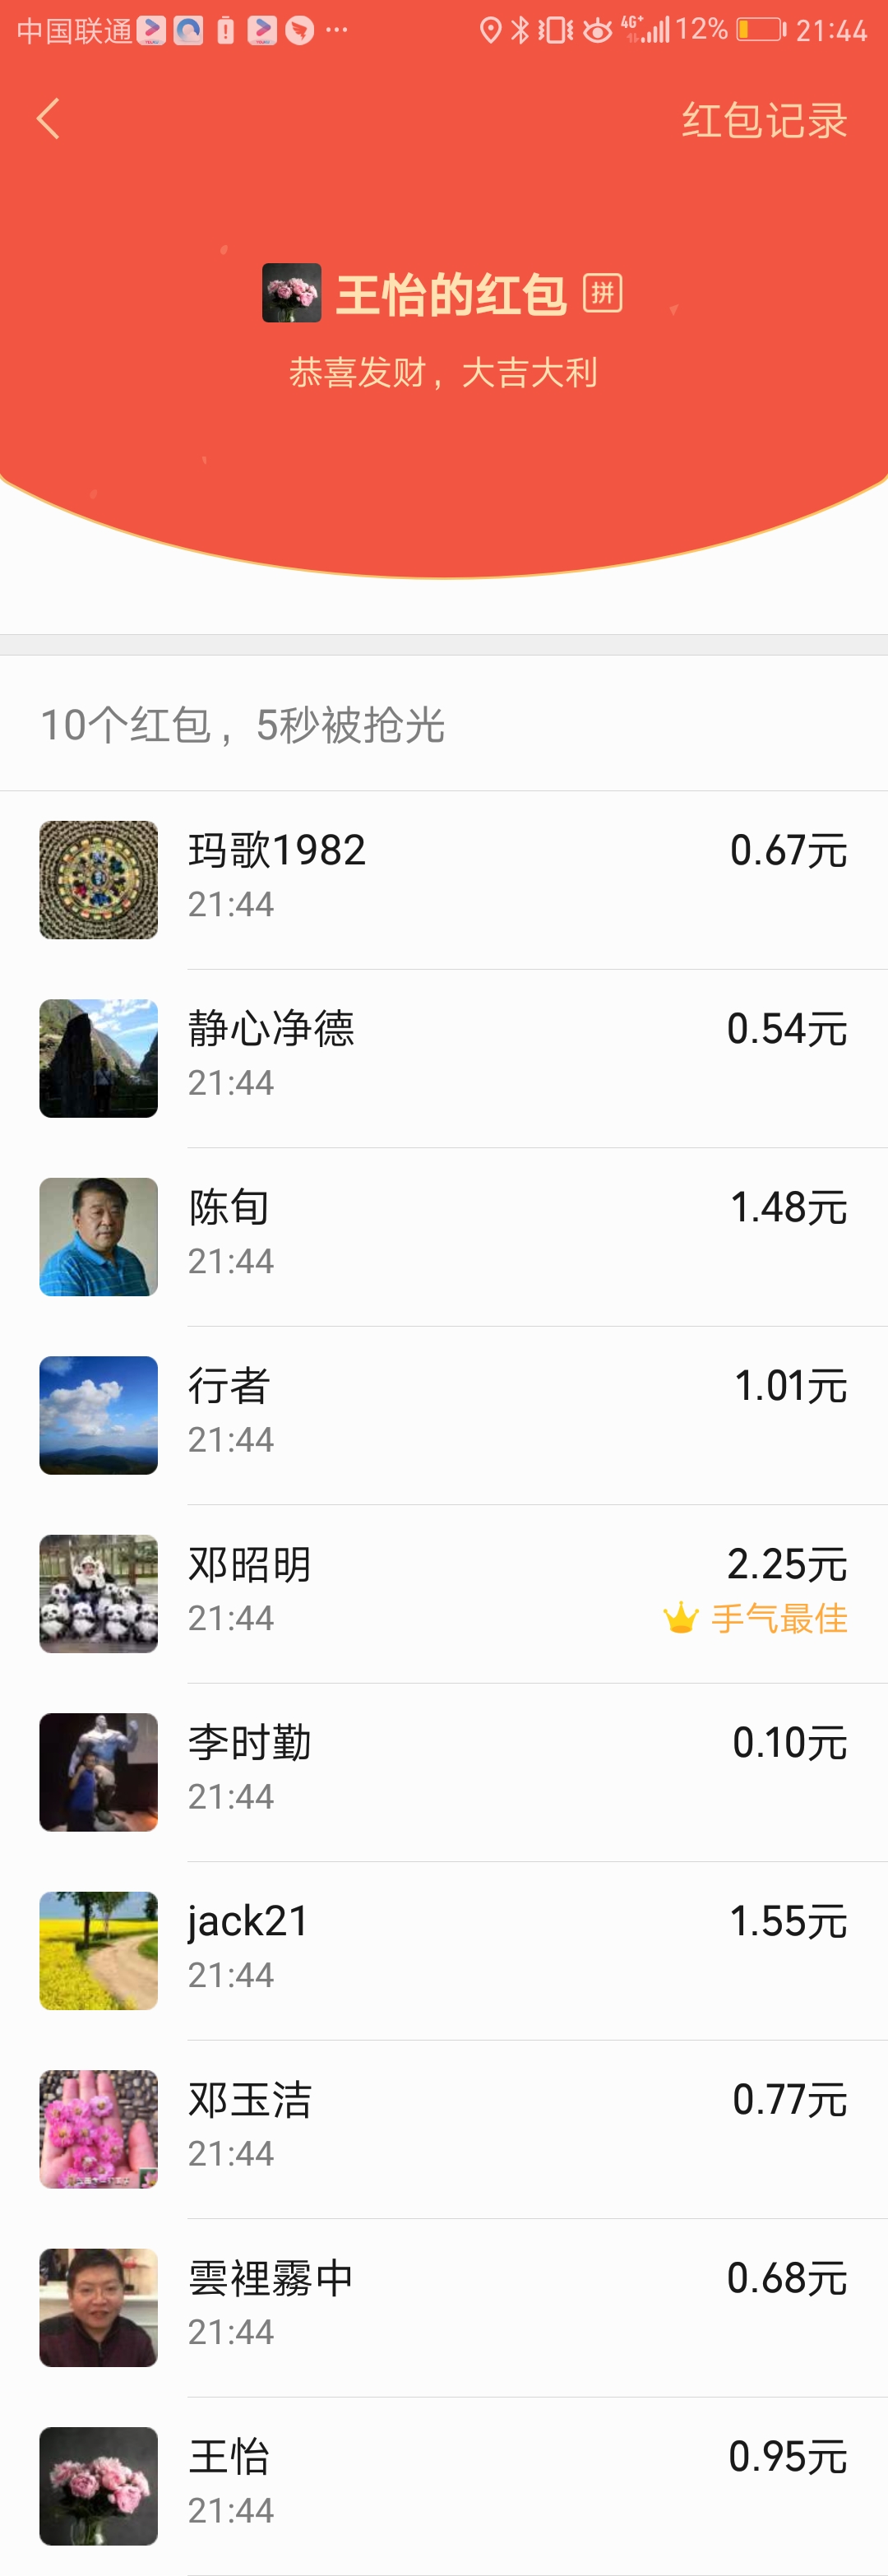 中国联通 4G+ 12% 21:44
红包记录
王怡的红包 拼
恭喜发财，大吉大利
10个红包，5秒被抢光
玛歌1982 0.67元
21:44
静心净德 0.54元
21:44
陈旬 1.48元
21:44
行者 1.01元
21:44
邓昭明 2.25元
21:44 手气最佳
李时勤 0.10元
21:44
jack21 1.55元
21:44
邓玉洁 0.77元
21:44
雲裡霧中 0.68元
21:44
王怡 0.95元
21:44